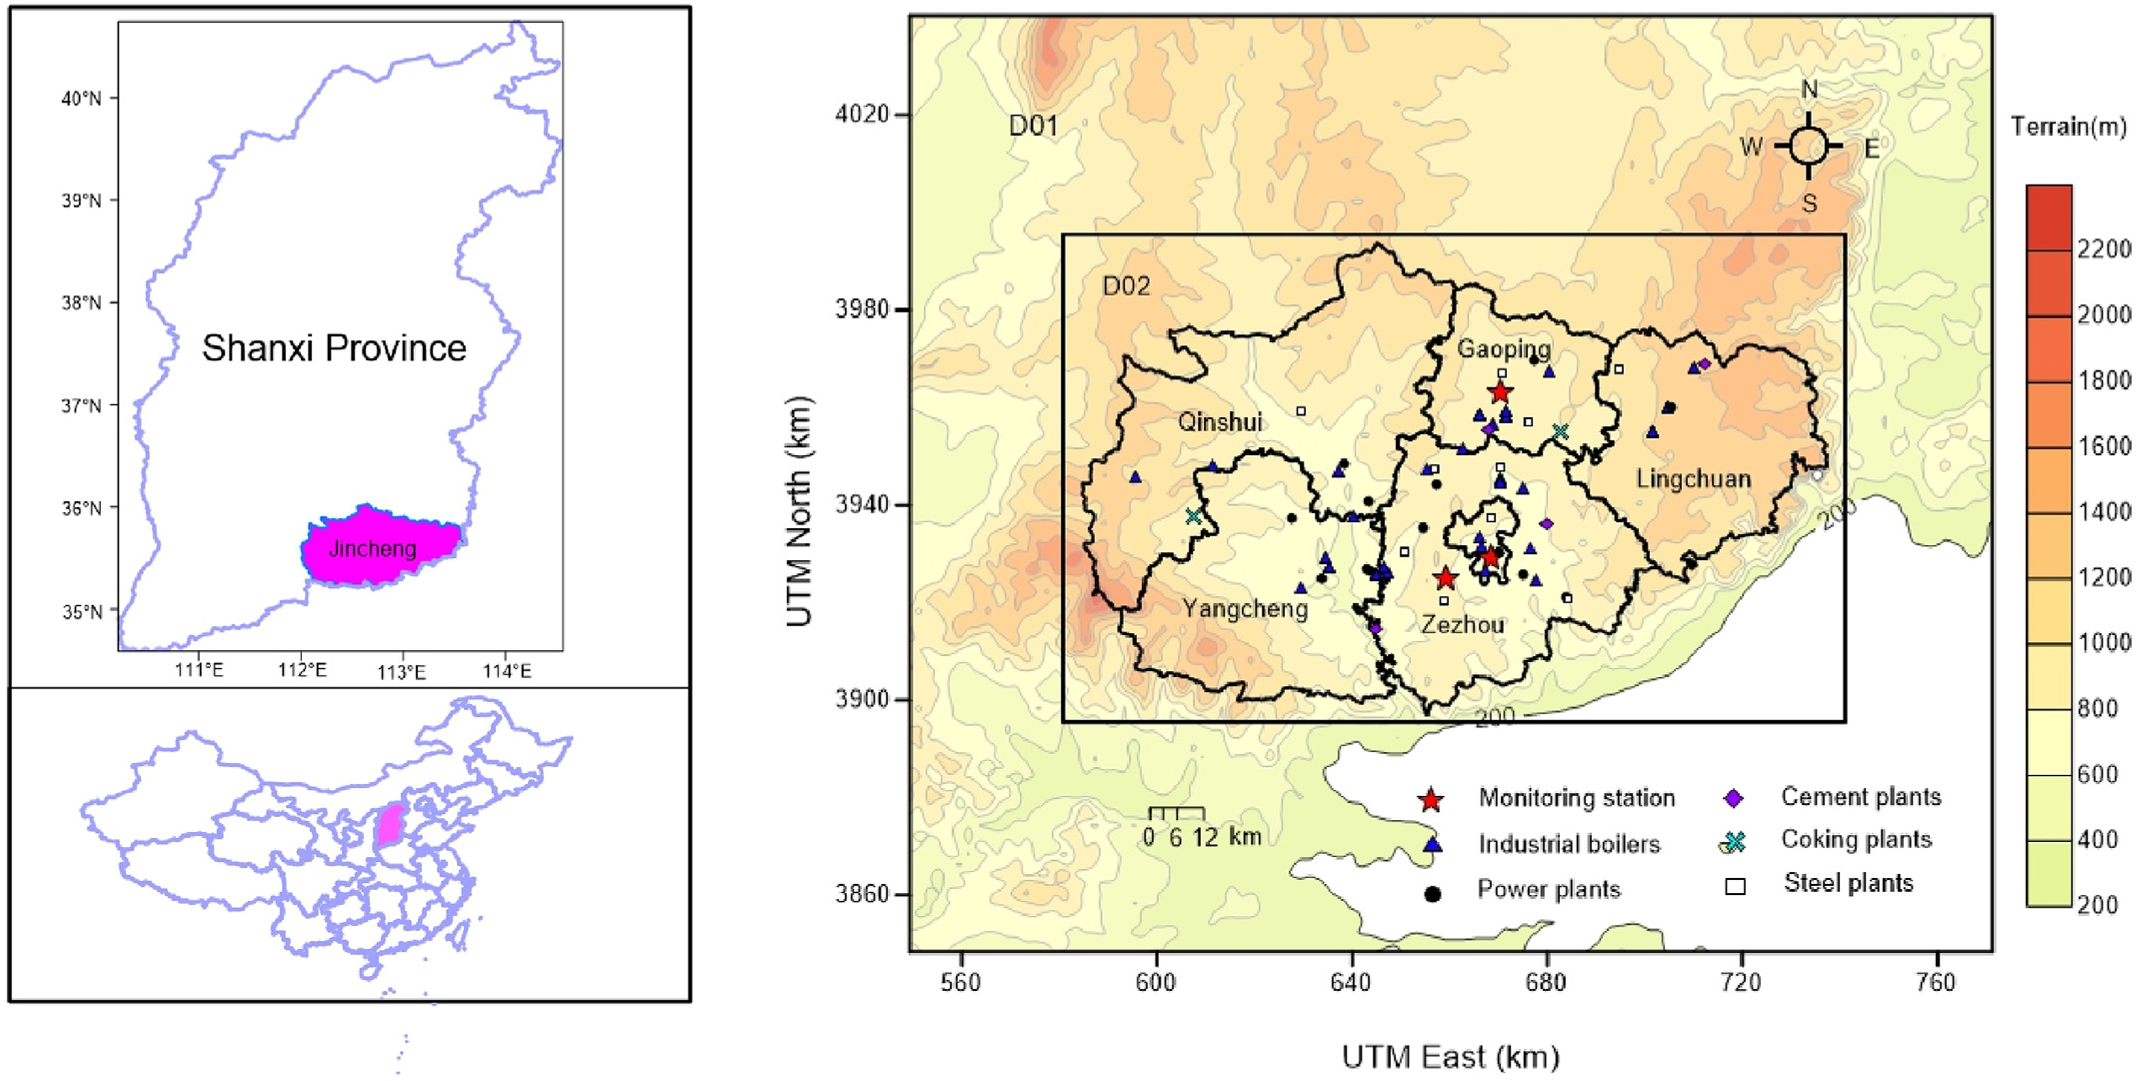 40°N
39°N
38°N
Shanxi Province
37°N
36°N
Jincheng
35°N
111°E
112°E
113°E
114°E
UTM North (km)
4020
3980
3940
3900
3860
D01
N
W
E
S
D02
Gaoping
Qinshui
Lingchuan
Yangcheng
Zezhou
200
200
0 6 12 km
Monitoring station
Industrial boilers
Power plants
Cement plants
Coking plants
Steel plants
560
600
640
680
720
760
UTM East (km)
Terrain(m)
2200
2000
1800
1600
1400
1200
1000
800
600
400
200